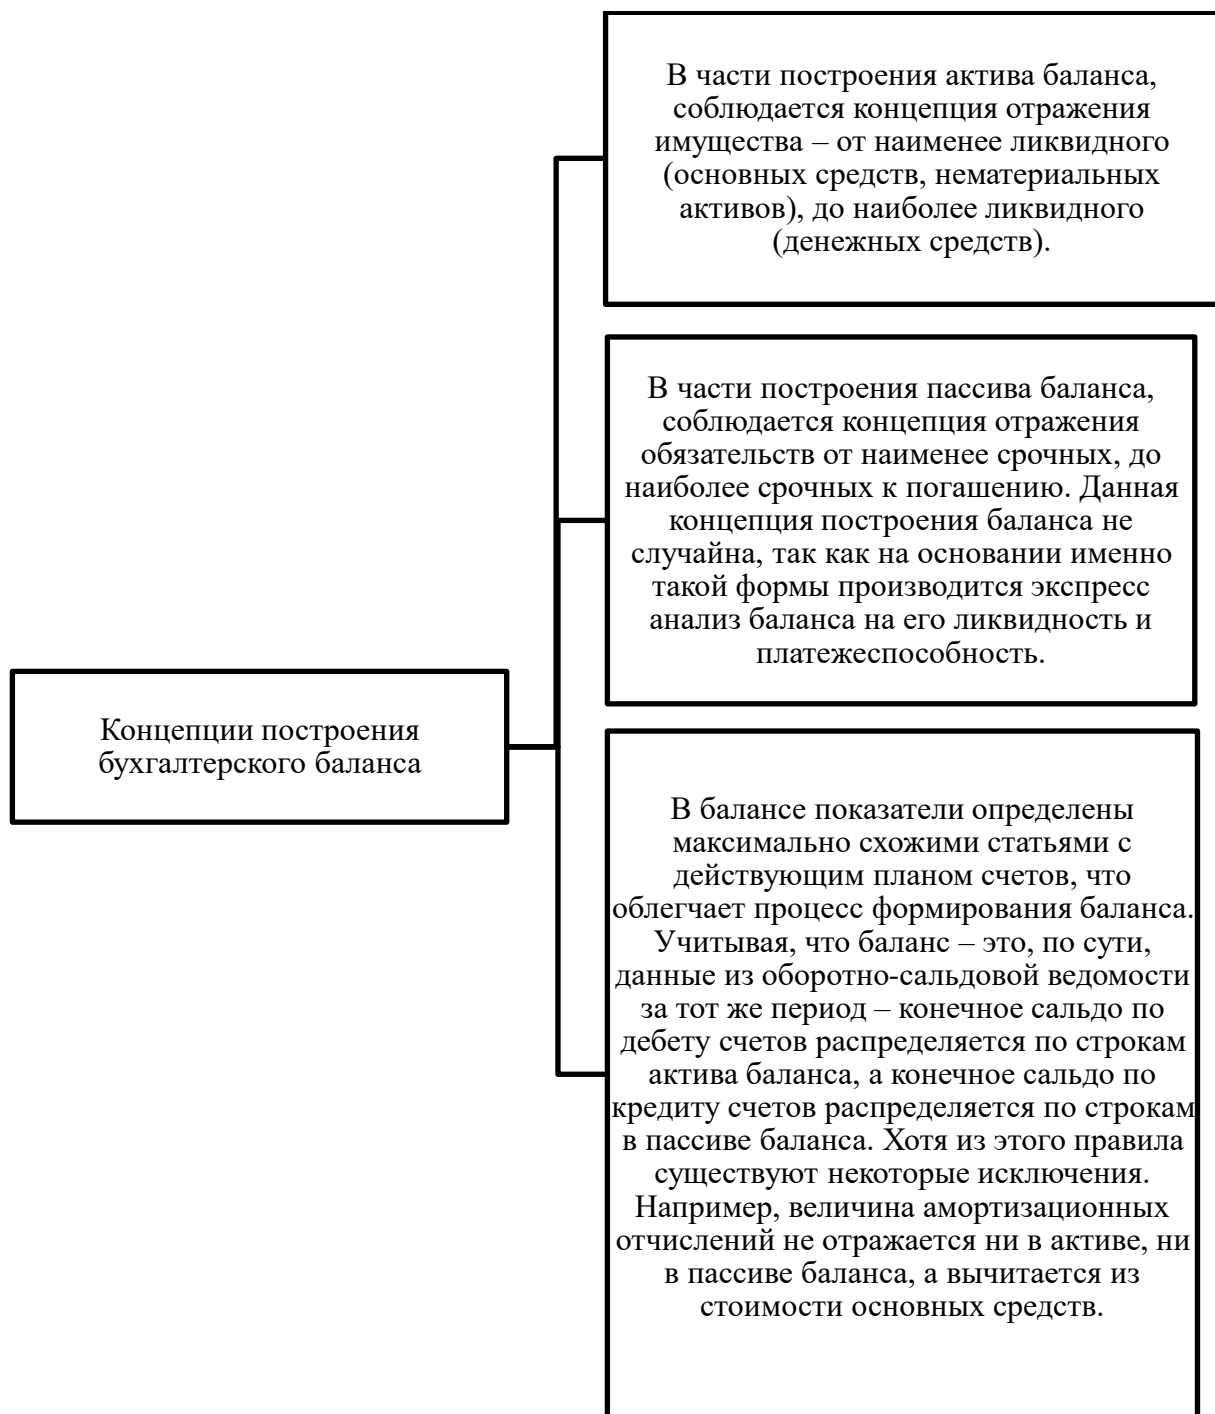 В части построения актива баланса,
соблюдается концепция отражения
имущества – от наименее ликвидного
(основных средств, нематериальных
активов), до наиболее ликвидного
(денежных средств).
В части построения пассива баланса,
соблюдается концепция отражения
обязательств от наименее срочных, до
наиболее срочных к погашению. Данная
концепция построения баланса не
случайна, так как на основании именно
такой формы производится экспресс
анализ баланса на его ликвидность и
платежеспособность.
Концепции построения
бухгалтерского баланса
В балансе показатели определены
максимально схожими статьями с
действующим планом счетов, что
облегчает процесс формирования баланса.
Учитывая, что баланс – это, по сути,
данные из оборотно-сальдовой ведомости
за тот же период – конечное сальдо по
дебету счетов распределяется по строкам
актива баланса, а конечное сальдо по
кредиту счетов распределяется по строкам
в пассиве баланса. Хотя из этого правила
существуют некоторые исключения.
Например, величина амортизационных
отчислений не отражается ни в активе, ни
в пассиве баланса, а вычитается из
стоимости основных средств.